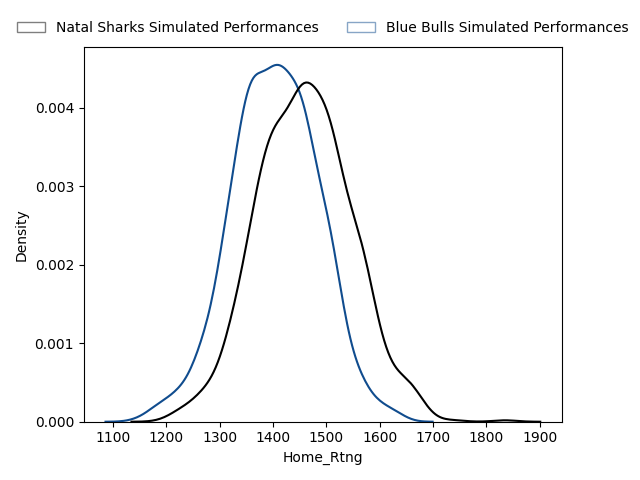 Natal Sharks Simulated Performances Blue Bulls Simulated Performances
0.004
0.003
0.002
0.001
0.000
Density
1100 1200 1300 1400 1500 1600 1700 1800 1900
Home_Rtng